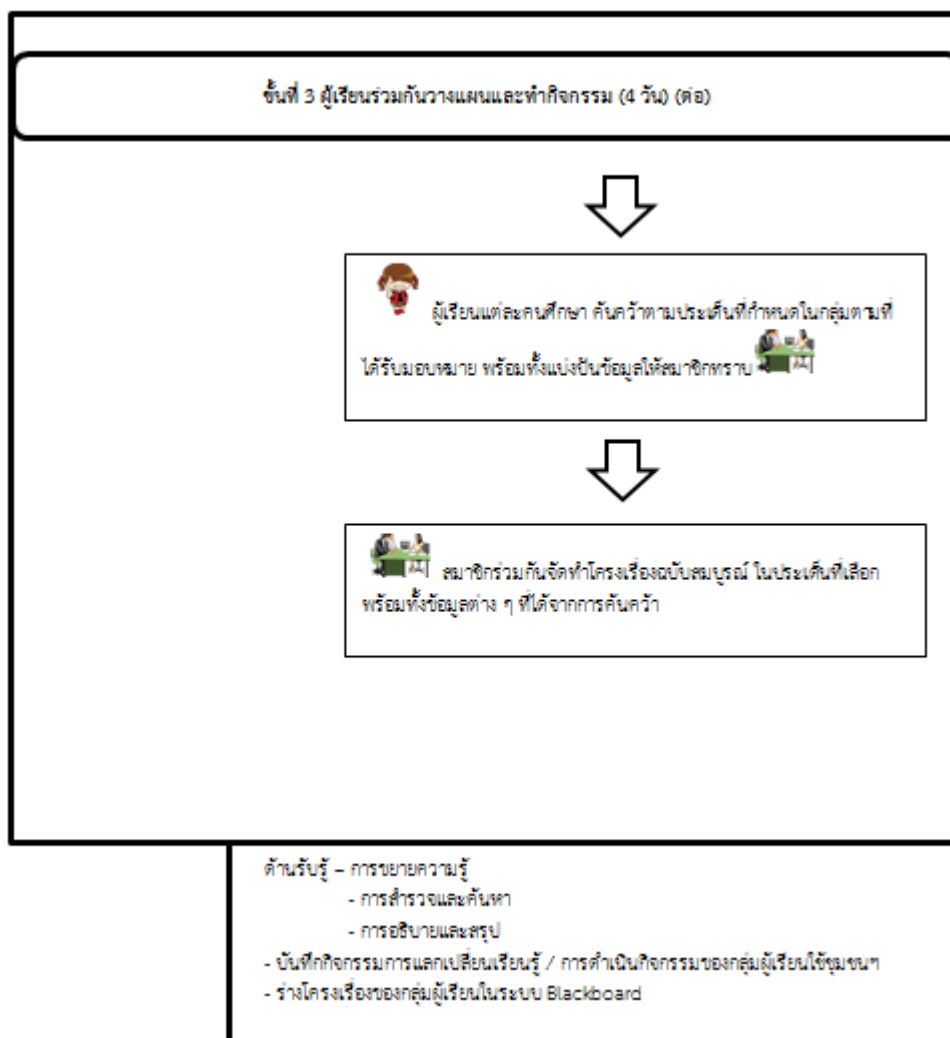 ขั้นที่ 3 ผู้เรียนร่วมกันวางแผนและทำกิจกรรม (4 วัน) (ต่อ)
ผู้เรียนแต่ละคนศึกษา ค้นคว้าตามประเด็นที่กำหนดในกลุ่มตามที่
ได้รับมอบหมาย พร้อมทั้งแบ่งปันข้อมูลให้สมาชิกทราบ
สมาชิกร่วมกันจัดทำโครงเรื่องฉบับสมบูรณ์ ในประเด็นที่เลือก
พร้อมทั้งข้อมูลต่าง ๆ ที่ได้จากการค้นคว้า
ด้านรับรู้ – การขยายความรู้
- การสำรวจและค้นหา
- การอธิบายและสรุป
- บันทึกกิจกรรมการแลกเปลี่ยนเรียนรู้ / การดำเนินกิจกรรมของกลุ่มผู้เรียนใช้ชุมชนฯ
- ร่างโครงเรื่องของกลุ่มผู้เรียนในระบบ Blackboard